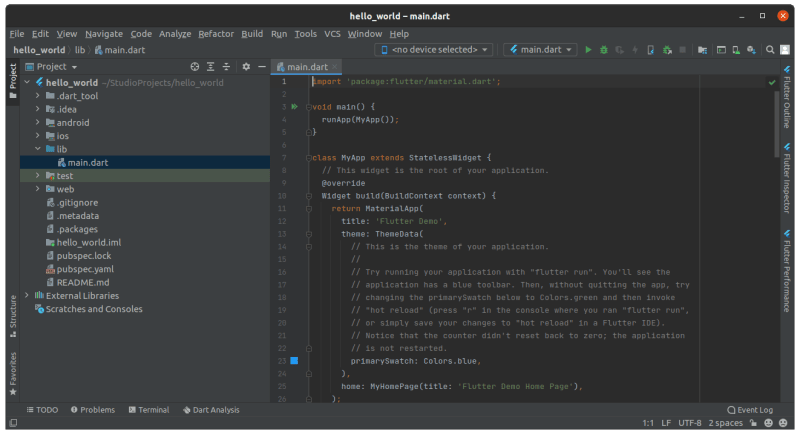 hello_world – main.dart
File Edit View Navigate Code Analyze Refactor Build Run Tools VCS Window Help
hello_world lib main.dart <no device selected> main.dart
Project
Project
main.dart
hello_world ~/StudioProjects/hello_world
.dart_tool
.idea
android
ios
lib
main.dart
test
web
.gitignore
.metadata
.packages
hello_world.iml
pubspec.lock
pubspec.yaml
README.md
External Libraries
Scratches and Consoles
Structure
Favorites
1 import 'package:flutter/material.dart';
2
3 void main() {
4 runApp(MyApp());
5 }
6
7 class MyApp extends StatelessWidget {
8 // This widget is the root of your application.
9 @override
10 Widget build(BuildContext context) {
11 return MaterialApp(
12 title: 'Flutter Demo',
13 theme: ThemeData(
14 // This is the theme of your application.
15 //
16 // Try running your application with "flutter run". You'll see the
17 // application has a blue toolbar. Then, without quitting the app, try
18 // changing the primarySwatch below to Colors.green and then invoke
19 // "hot reload" (press "r" in the console where you ran "flutter run",
20 // or simply save your changes to "hot reload" in a Flutter IDE).
21 // Notice that the counter didn't reset back to zero; the application
22 // is not restarted.
23 primarySwatch: Colors.blue,
24 ),
25 home: MyHomePage(title: 'Flutter Demo Home Page'),
26 );
Flutter Outline
Flutter Inspector
Flutter Performance
TODO Problems Terminal Dart Analysis Event Log
1:1 LF UTF-8 2 spaces